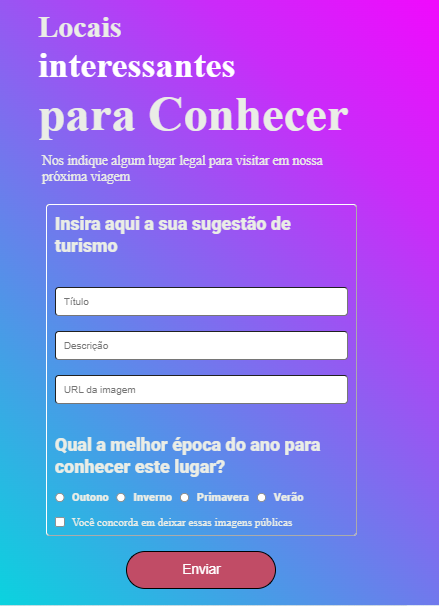 Locais
interessantes
para Conhecer
Nos indique algum lugar legal para visitar em nossa
próxima viagem
Insira aqui a sua sugestão de
turismo
Título
Descrição
URL da imagem
Qual a melhor época do ano para
conhecer este lugar?
Outono Inverno Primavera Verão
Você concorda em deixar essas imagens públicas
Enviar